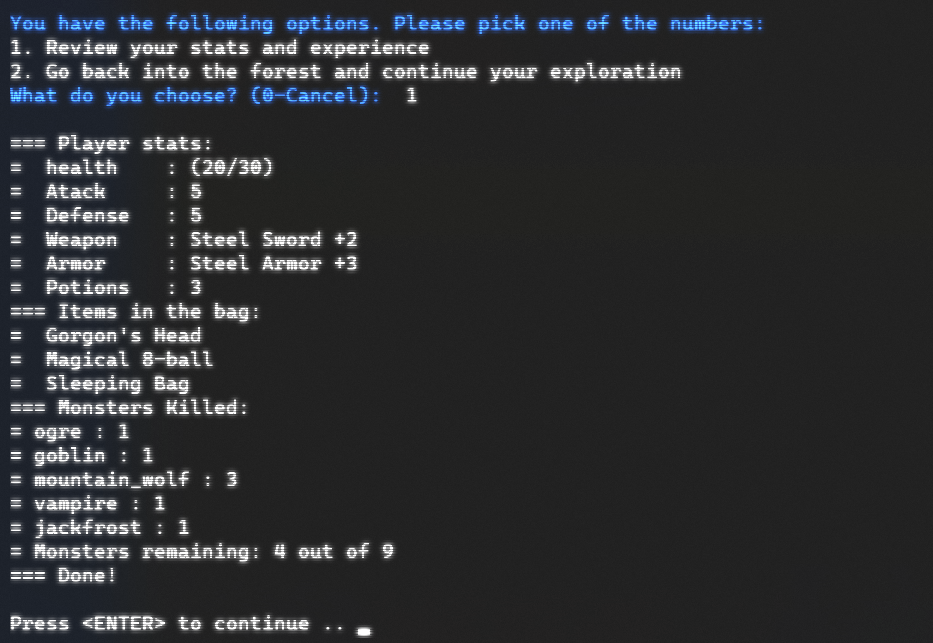 You have the following options. Please pick one of the numbers:
1. Review your stats and experience
2. Go back into the forest and continue your exploration
What do you choose? (0-Cancel):  1

=== Player stats:
=  health    : (20/30)
=  Atack     : 5
=  Defense   : 5
=  Weapon    : Steel Sword +2
=  Armor     : Steel Armor +3
=  Potions   : 3
=== Items in the bag:
=  Gorgon's Head
=  Magical 8-ball
=  Sleeping Bag
=== Monsters Killed:
= ogre : 1
= goblin : 1
= mountain_wolf : 3
= vampire : 1
= jackfrost : 1
= Monsters remaining: 4 out of 9
=== Done!

Press <ENTER> to continue ..